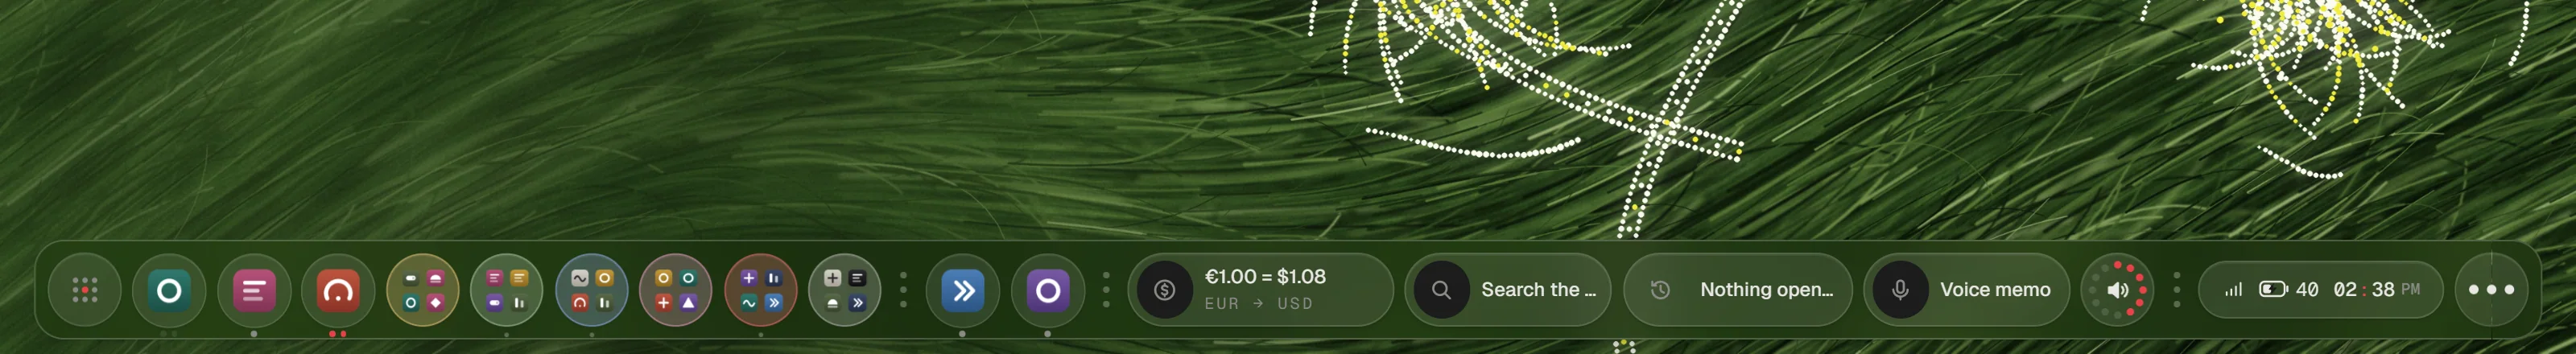 €1.00 = $1.08
EUR → USD
Search the ...
Nothing open...
Voice memo
40
02:38 PM